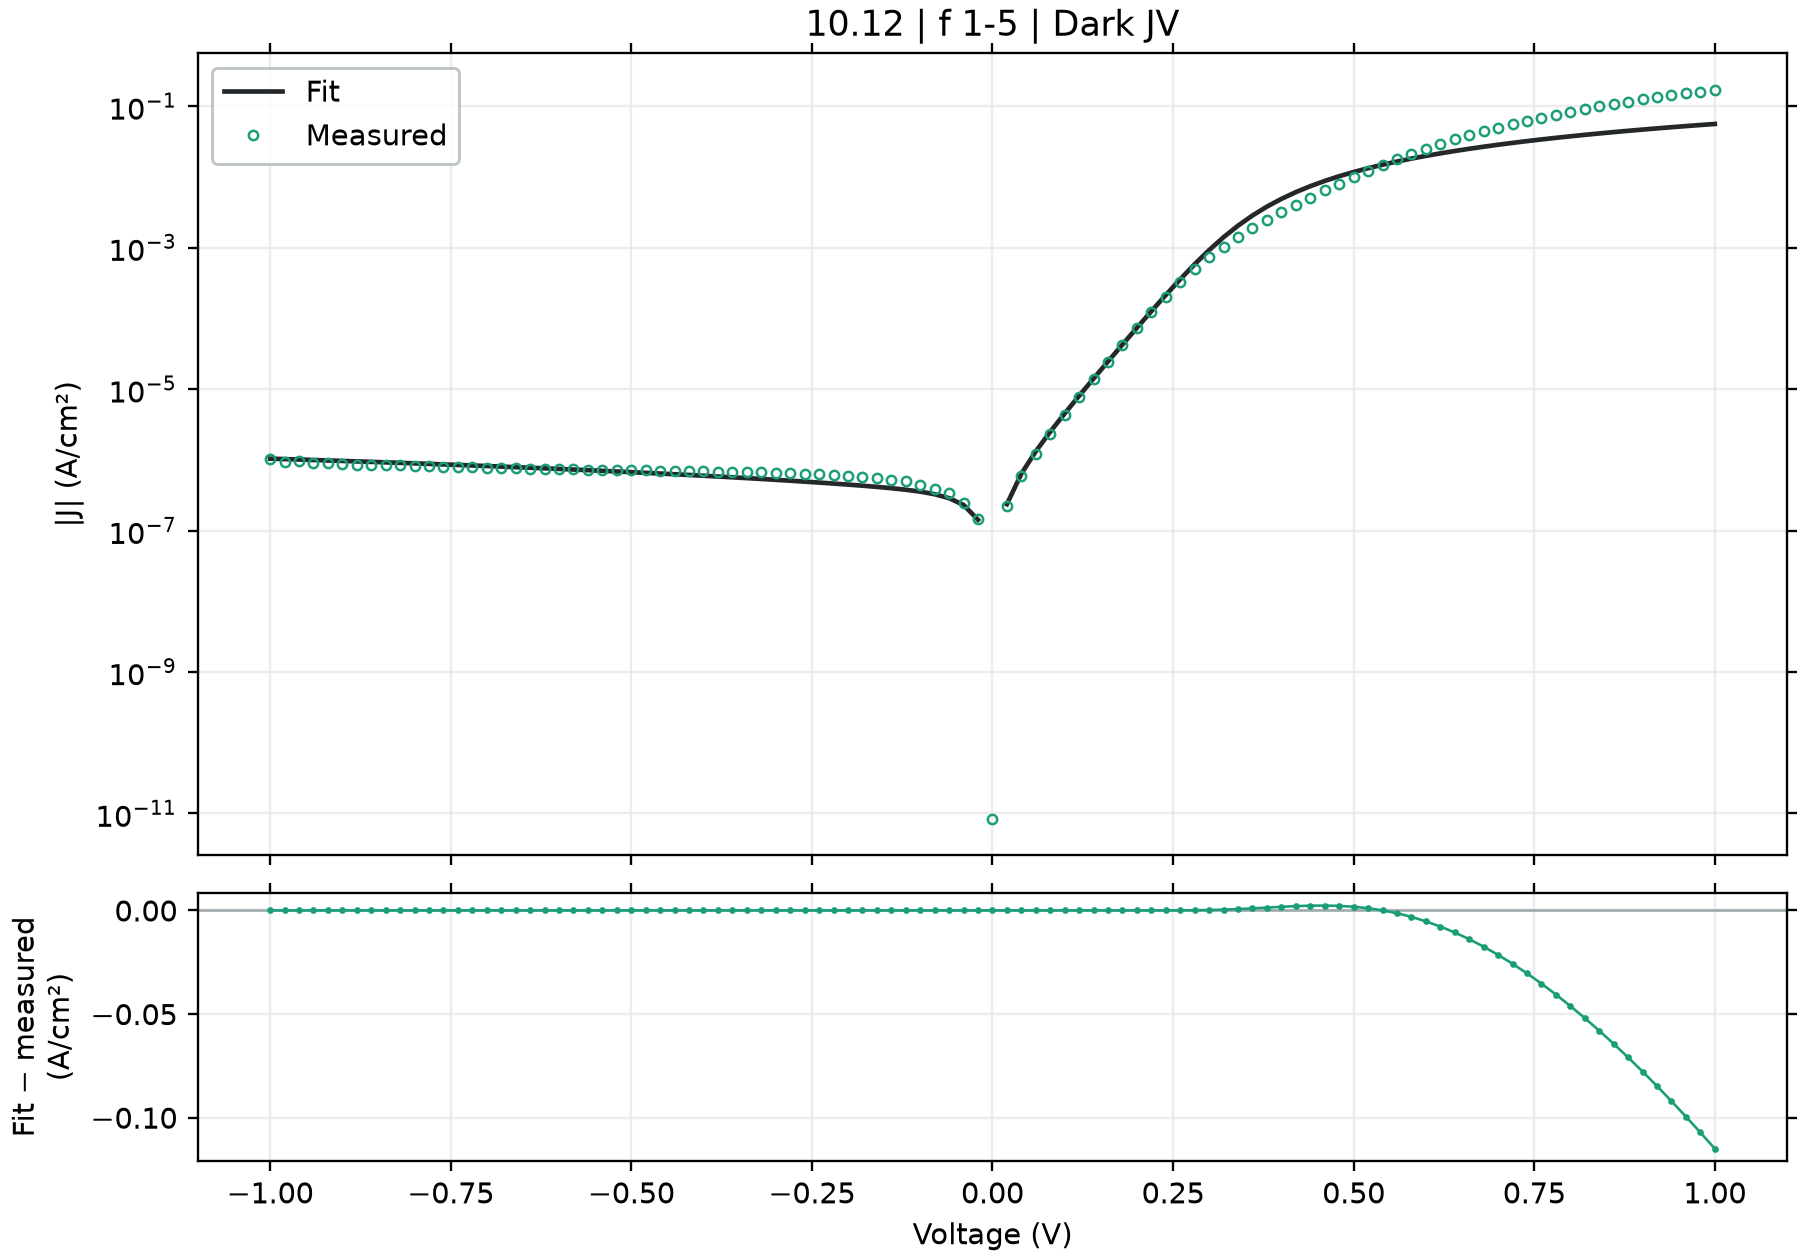 10.12 | f 1-5 | Dark JV
Fit
Measured
|J| (A/cm²)
10⁻¹
10⁻³
10⁻⁵
10⁻⁷
10⁻⁹
10⁻¹¹
Fit − measured
(A/cm²)
0.00
−0.05
−0.10
−1.00 −0.75 −0.50 −0.25 0.00 0.25 0.50 0.75 1.00
Voltage (V)